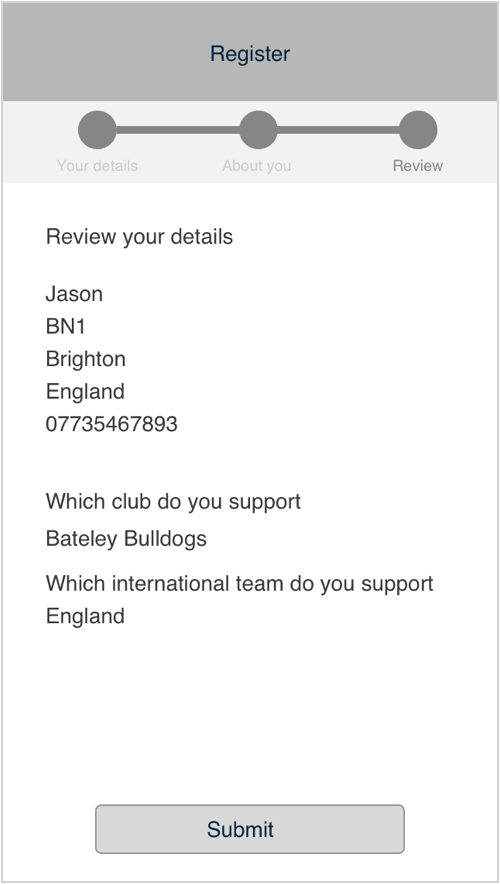 Register
Your details About you Review
Review your details
Jason
BN1
Brighton
England
07735467893
Which club do you support
Bateley Bulldogs
Which international team do you support
England
Submit